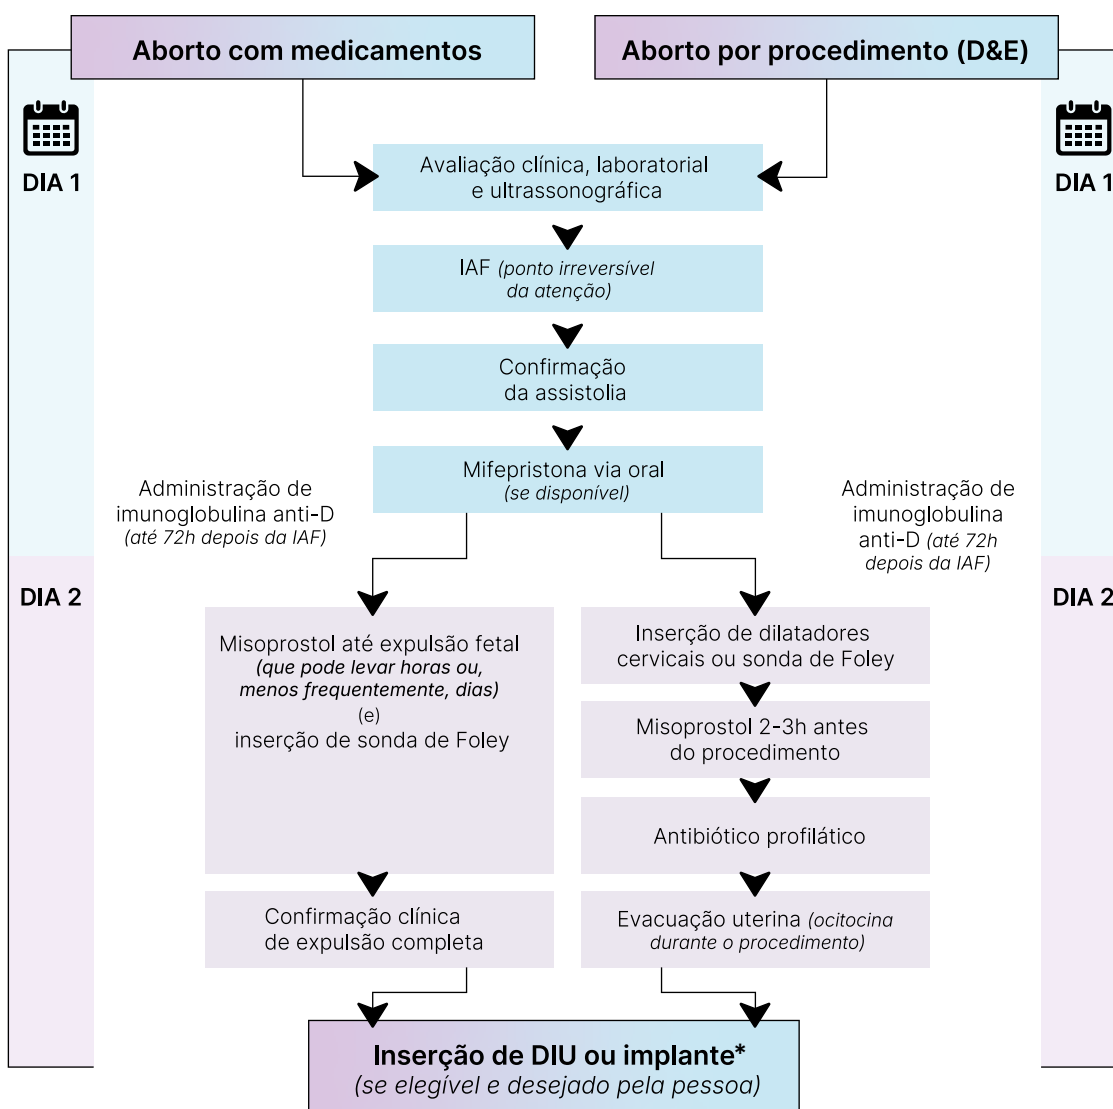 Aborto com medicamentos
Aborto por procedimento (D&E)
DIA 1
DIA 1
Avaliação clínica, laboratorial
e ultrassonográfica
IAF (ponto irreversível
da atenção)
Confirmação
da assistolia
Mifepristona via oral
(se disponível)
Administração de
imunoglobulina anti-D
(até 72h depois da IAF)
Administração de
imunoglobulina
anti-D (até 72h
depois da IAF)
DIA 2
DIA 2
Misoprostol até expulsão fetal
(que pode levar horas ou,
menos frequentemente, dias)
(e)
inserção de sonda de Foley
Confirmação clínica
de expulsão completa
Inserção de dilatadores
cervicais ou sonda de Foley
Misoprostol 2-3h antes
do procedimento
Antibiótico profilático
Evacuação uterina (ocitocina
durante o procedimento)
Inserção de DIU ou implante*
(se elegível e desejado pela pessoa)